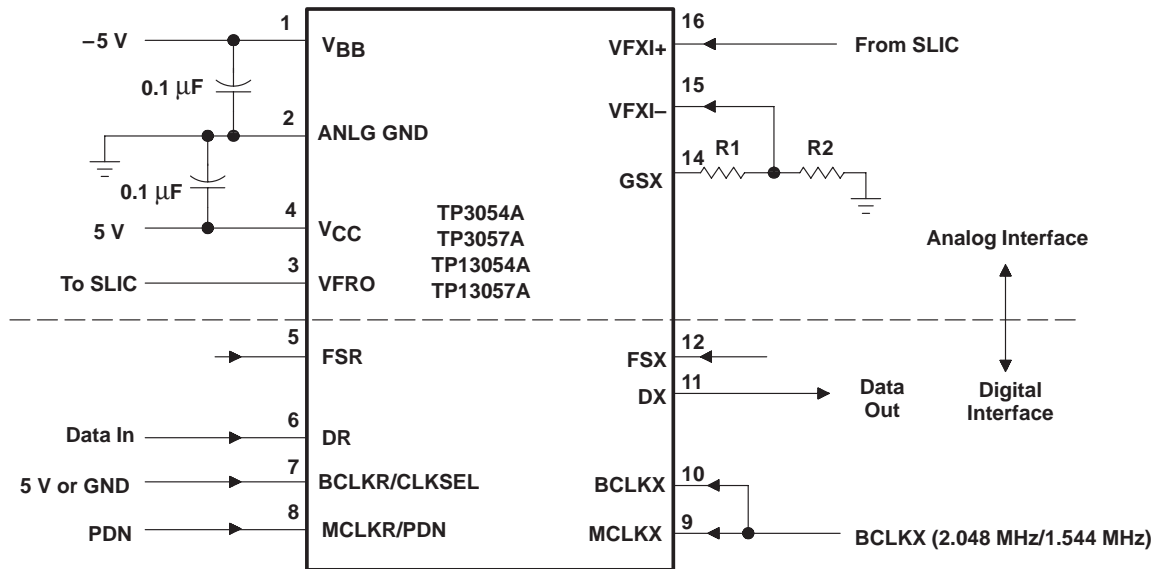 –5 V
1
VBB
0.1 μF
2
ANLG GND
0.1 μF
4
5 V
VCC
3
To SLIC
VFRO
TP3054A
TP3057A
TP13054A
TP13057A
16
VFXI+
From SLIC
15
VFXI–
R1
R2
14
GSX
Analog Interface
5
FSR
12
FSX
11
DX
Data
Out
Digital
Interface
6
Data In
DR
7
5 V or GND
BCLKR/CLKSEL
8
PDN
MCLKR/PDN
10
BCLKX
9
MCLKX
BCLKX (2.048 MHz/1.544 MHz)